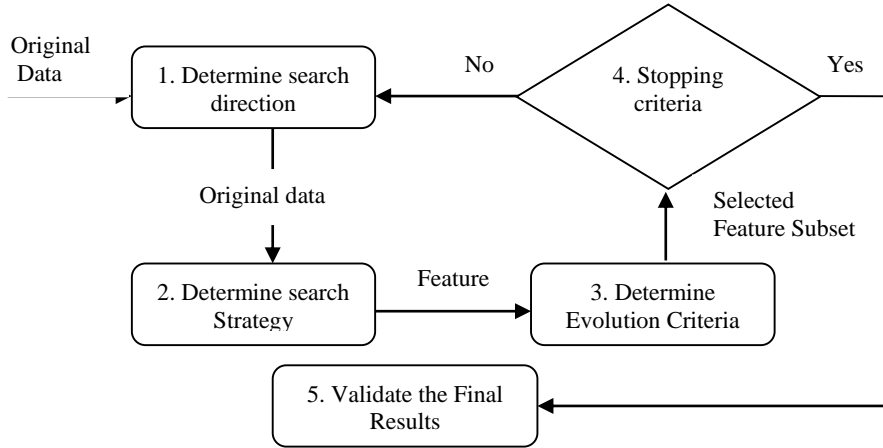 Original
Data
1. Determine search
direction
No
4. Stopping
criteria
Yes
Original data
Selected
Feature Subset
2. Determine search
Strategy
Feature
3. Determine
Evolution Criteria
5. Validate the Final
Results